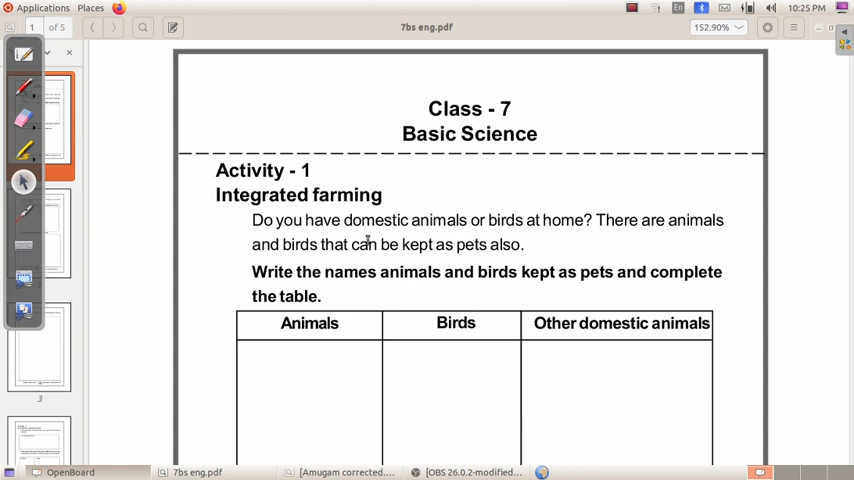 Applications Places En 10:25 PM
1 of 5 7bs eng.pdf 152.90%
Class - 7
Basic Science
Activity - 1
Integrated farming
Do you have domestic animals or birds at home? There are animals
and birds that can be kept as pets also.
Write the names animals and birds kept as pets and complete
the table.
Animals Birds Other domestic animals
3
OpenBoard 7bs eng.pdf [Amugam corrected.... [OBS 26.0.2-modified...